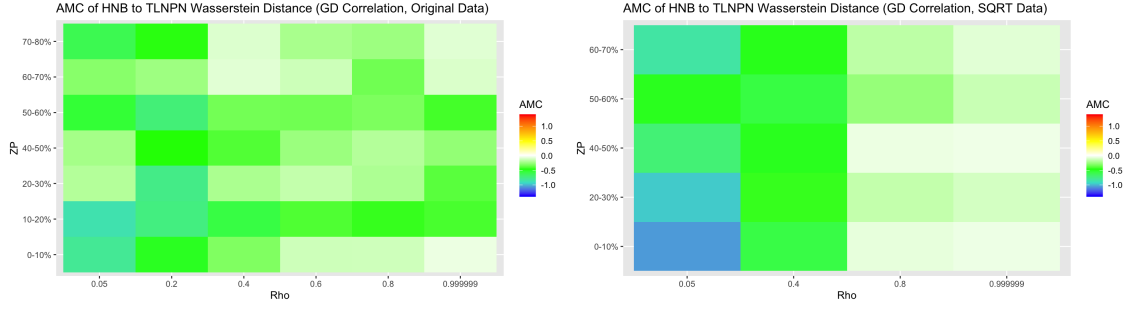 AMC of HNB to TLNPN Wasserstein Distance (GD Correlation, Original Data)
70-80%
60-70%
50-60%
40-50%
20-30%
10-20%
0-10%
ZP
0.05 0.2 0.4 0.6 0.8 0.999999
Rho
AMC
1.0
0.5
0.0
-0.5
-1.0
AMC of HNB to TLNPN Wasserstein Distance (GD Correlation, SQRT Data)
60-70%
50-60%
40-50%
20-30%
0-10%
ZP
0.05 0.4 0.8 0.999999
Rho
AMC
1.0
0.5
0.0
-0.5
-1.0